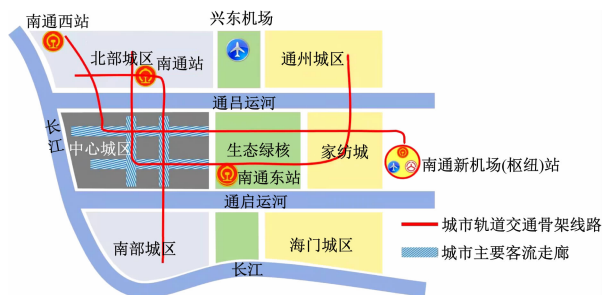 南通西站
兴东机场
北部城区
南通站
通州城区
通吕运河
长江
中心城区
生态绿核
家纺城
南通东站
南通新机场(枢纽)站
通启运河
城市轨道交通骨架线路
南部城区
海门城区
城市主要客流走廊
长江